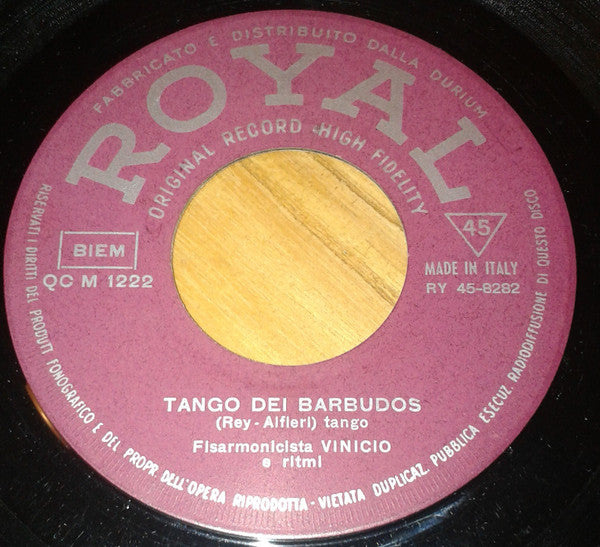 FABBRICATO E DISTRIBUITO DALLA DURIUM
ROYAL
ORIGINAL RECORD - HIGH FIDELITY
45
BIEM
QC M 1222
MADE IN ITALY
RY 45-8282
TANGO DEI BARBUDOS
(Rey - Alfieri) tango
Fisarmonicista VINICIO
e ritmi
RISERVATI I DIRITTI DEL PRODUT. FONOGRAFICO E DEL PROPR. DELL'OPERA RIPRODOTTA - VIETATA DUPLICAZ. PUBBLICA ESECUZ. RADIODIFFUSIONE DI QUESTO DISCO